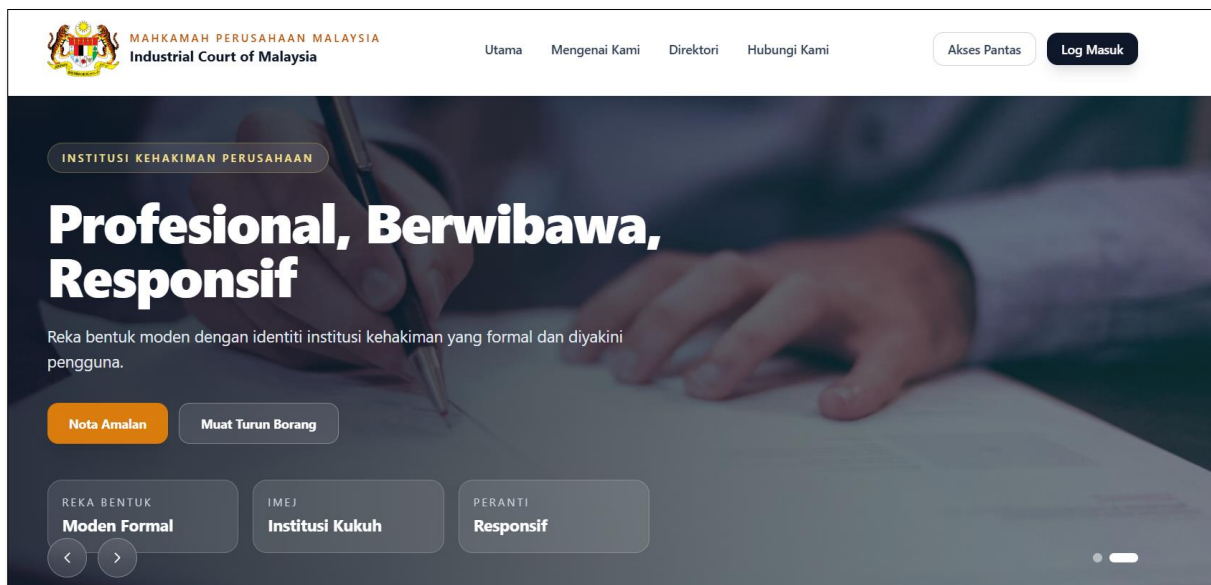 MAHKAMAH PERUSAHAAN MALAYSIA
Industrial Court of Malaysia
Utama
Mengenai Kami
Direktori
Hubungi Kami
Akses Pantas
Log Masuk
INSTITUSI KEHAKIMAN PERUSAHAAN
Profesional, Berwibawa,
Responsif
Reka bentuk moden dengan identiti institusi kehakiman yang formal dan diyakini
pengguna.
Nota Amalan
Muat Turun Borang
REKA BENTUK
Moden Formal
IMEJ
Institusi Kukuh
PERANTI
Responsif